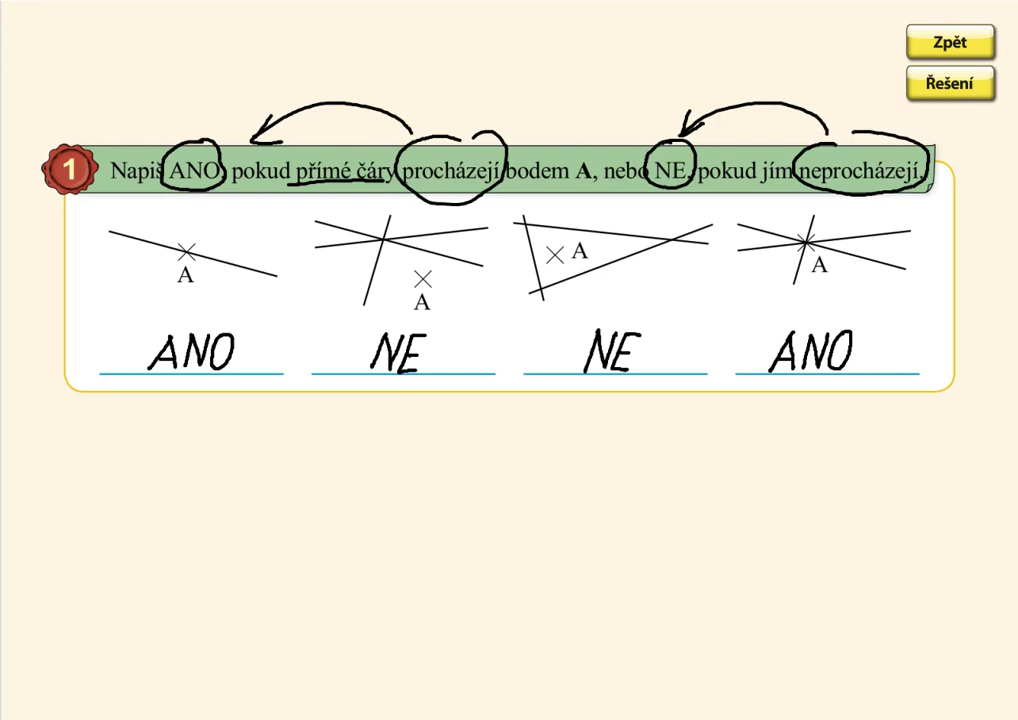 Zpět
Řešení
1 Napiš ANO, pokud přímé čáry procházejí bodem A, nebo NE, pokud jím neprocházejí.
A A A A
ANO NE NE ANO